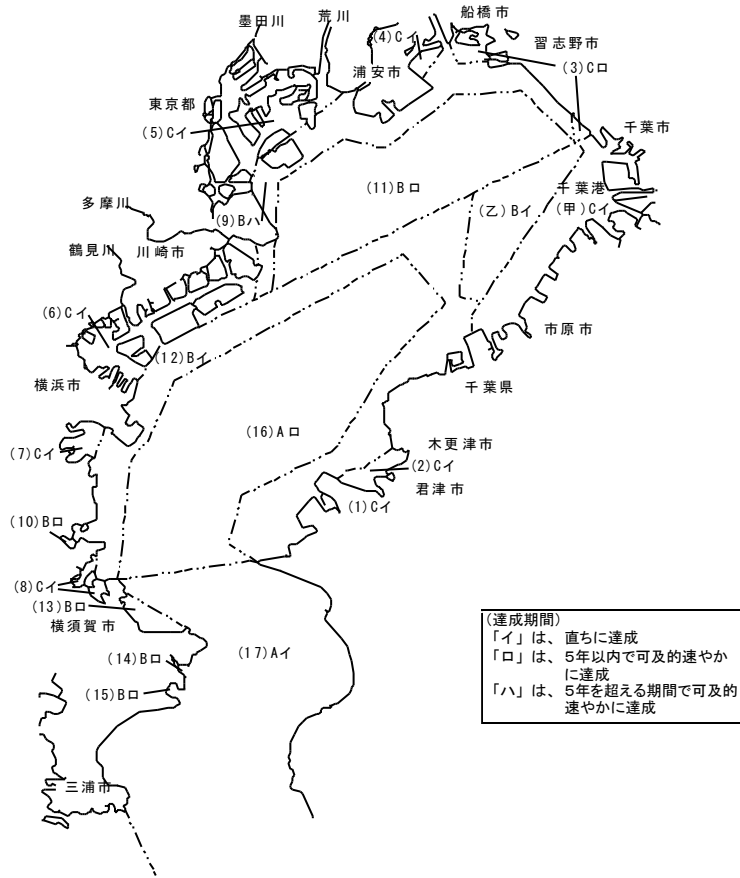 船橋市
荒川
墨田川
(4)Cイ
習志野市
浦安市
(3)Cロ
東京都
(5)Cイ
千葉市
(11)Bロ
千葉港
多摩川
(乙)Bイ
(甲)Cイ
(9)Bハ
鶴見川
川崎市
(6)Cイ
市原市
(12)Bイ
横浜市
千葉県
(16)Aロ
木更津市
(7)Cイ
(2)Cイ
君津市
(1)Cイ
(10)Bロ
(8)Cイ
(13)Bロ
横須賀市
(17)Aイ
(14)Bロ
(15)Bロ
三浦市
(達成期間)
「イ」は、直ちに達成
「ロ」は、5年以内で可及的速やか
に達成
「ハ」は、5年を超える期間で可及的
速やかに達成